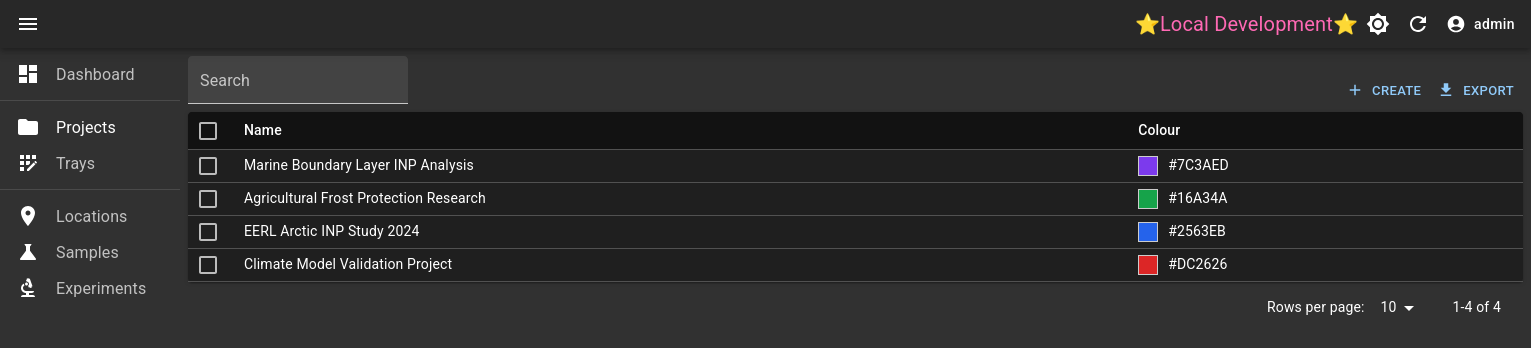 ⭐Local Development⭐ admin
Dashboard
Projects
Trays
Locations
Samples
Experiments
Search
CREATE EXPORT
Name Colour
Marine Boundary Layer INP Analysis #7C3AED
Agricultural Frost Protection Research #16A34A
EERL Arctic INP Study 2024 #2563EB
Climate Model Validation Project #DC2626
Rows per page: 10 1-4 of 4